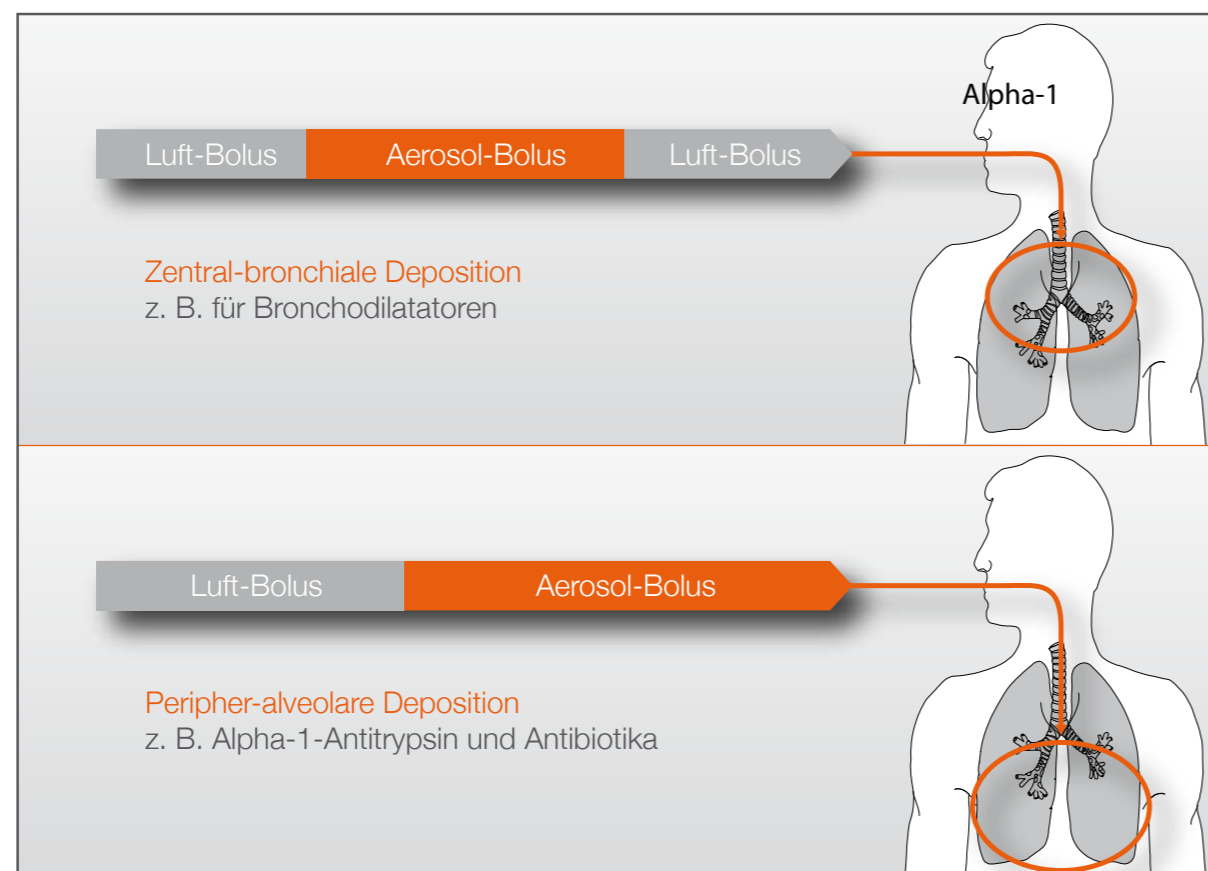 Alpha-1
Luft-Bolus Aerosol-Bolus Luft-Bolus
Zentral-bronchiale Deposition
z. B. für Bronchodilatatoren
Luft-Bolus Aerosol-Bolus
Peripher-alveolare Deposition
z. B. Alpha-1-Antitrypsin und Antibiotika